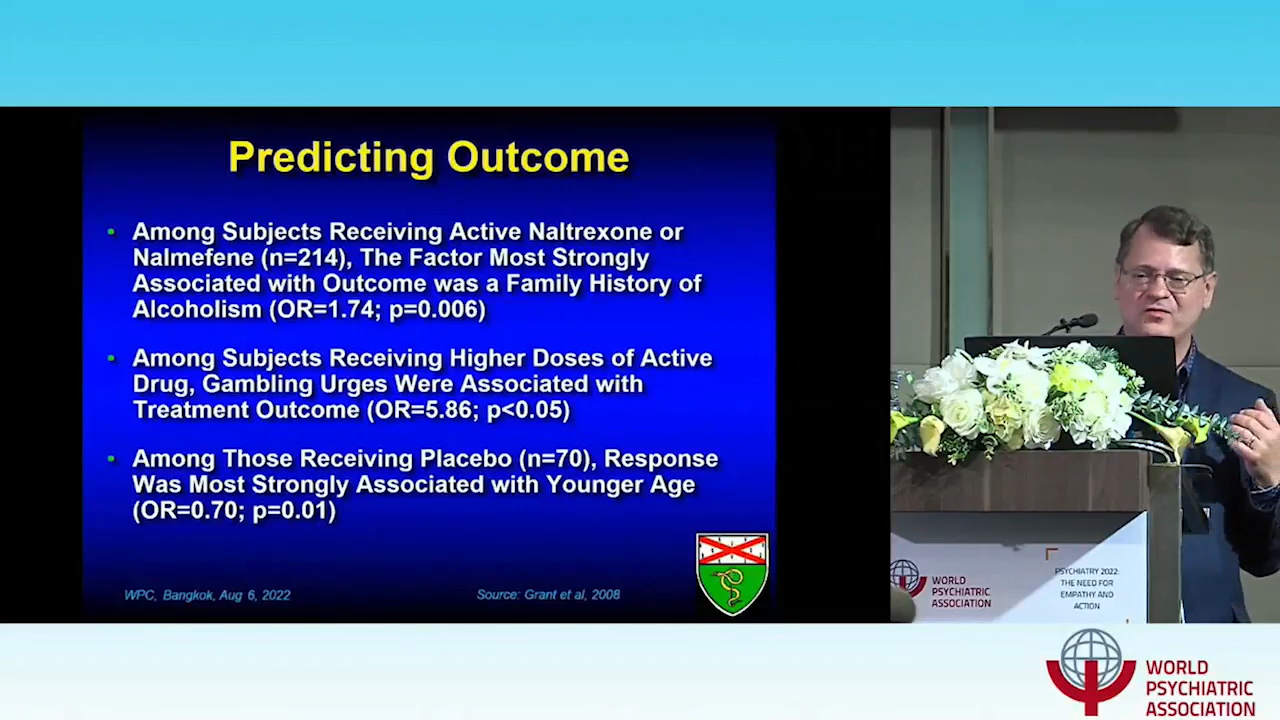 Predicting Outcome
• Among Subjects Receiving Active Naltrexone or
Nalmefene (n=214), The Factor Most Strongly
Associated with Outcome was a Family History of
Alcoholism (OR=1.74; p=0.006)
• Among Subjects Receiving Higher Doses of Active
Drug, Gambling Urges Were Associated with
Treatment Outcome (OR=5.86; p<0.05)
• Among Those Receiving Placebo (n=70), Response
Was Most Strongly Associated with Younger Age
(OR=0.70; p=0.01)
WPC, Bangkok, Aug 6, 2022
Source: Grant et al, 2008
WORLD
PSYCHIATRIC
ASSOCIATION
PSYCHIATRY 2022:
THE NEED FOR
EMPATHY AND
ACTION
WORLD
PSYCHIATRIC
ASSOCIATION